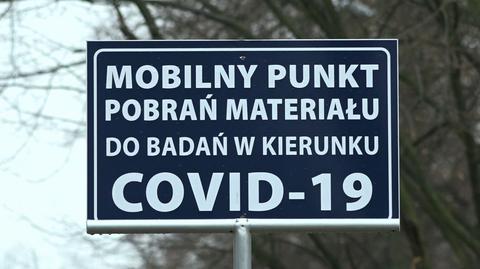 MOBILNY PUNKT
POBRAŃ MATERIAŁU
DO BADAŃ W KIERUNKU
COVID-19